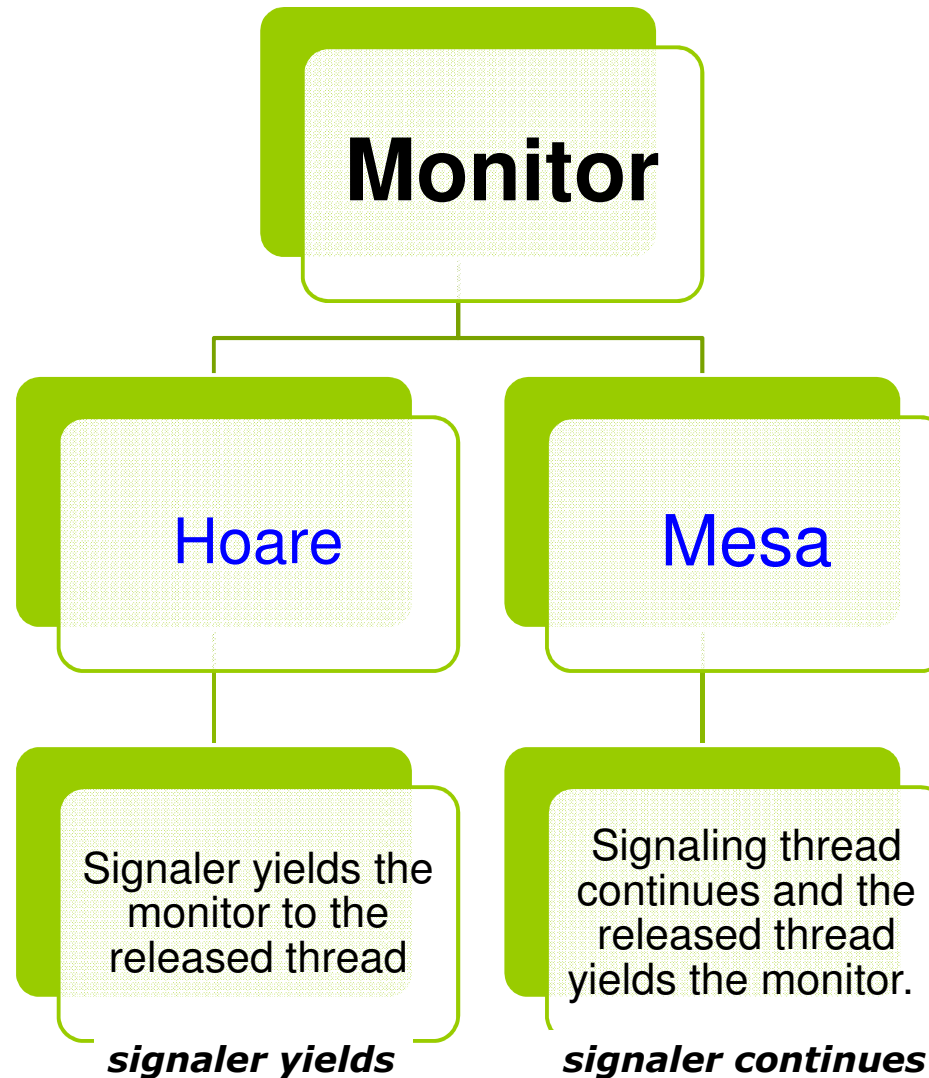 Monitor
Hoare
Mesa
Signaler yields the
monitor to the
released thread
Signaling thread
continues and the
released thread
yields the monitor.
signaler yields
signaler continues